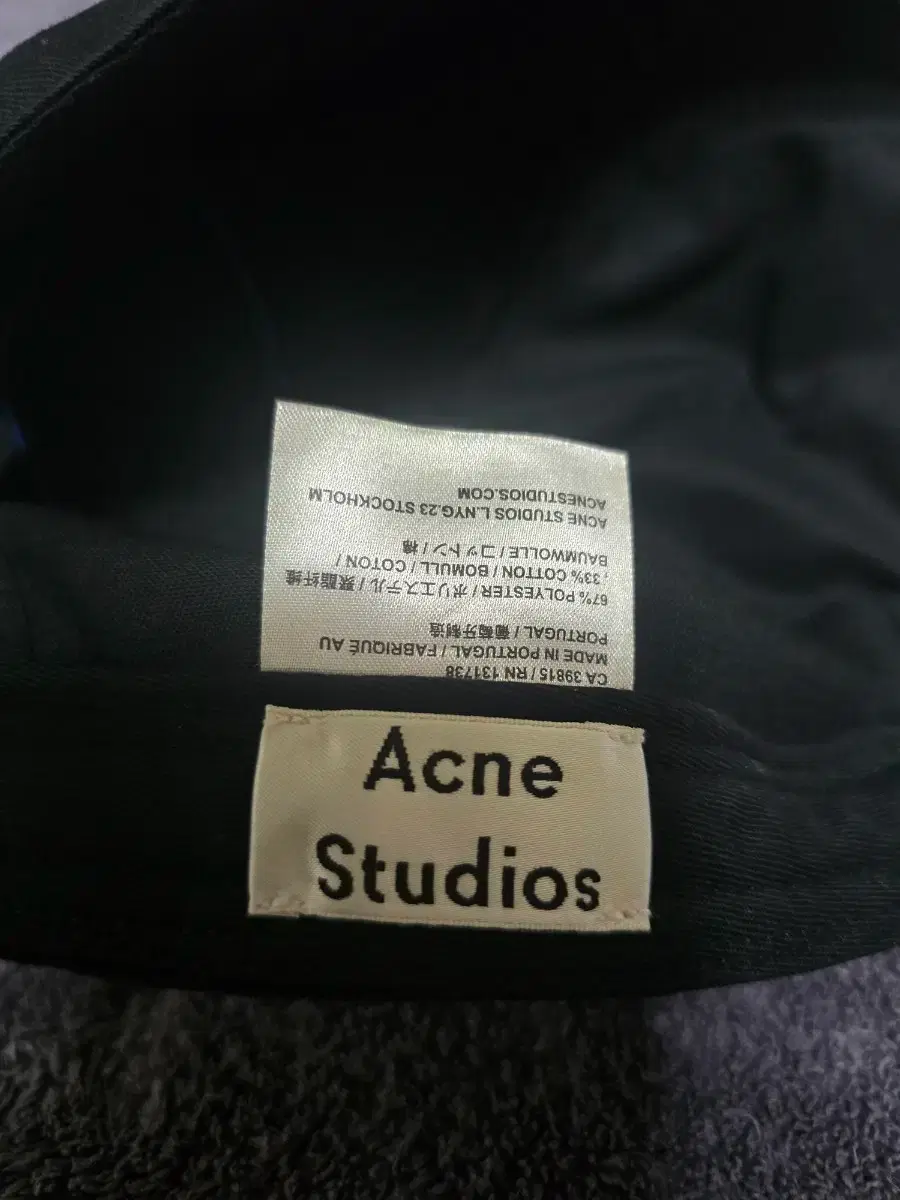 CA 39815 / RN 131738
MADE IN PORTUGAL / FABRIQUÉ AU
PORTUGAL / 葡萄牙制造
67% POLYESTER / ポリエステル / 聚酯纤维
, 33% COTTON / BOMULL / COTON /
BAUMWOLLE / コットン / 棉
ACNE STUDIOS L.NYG.23 STOCKHOLM
ACNESTUDIOS.COM
Acne
Studios